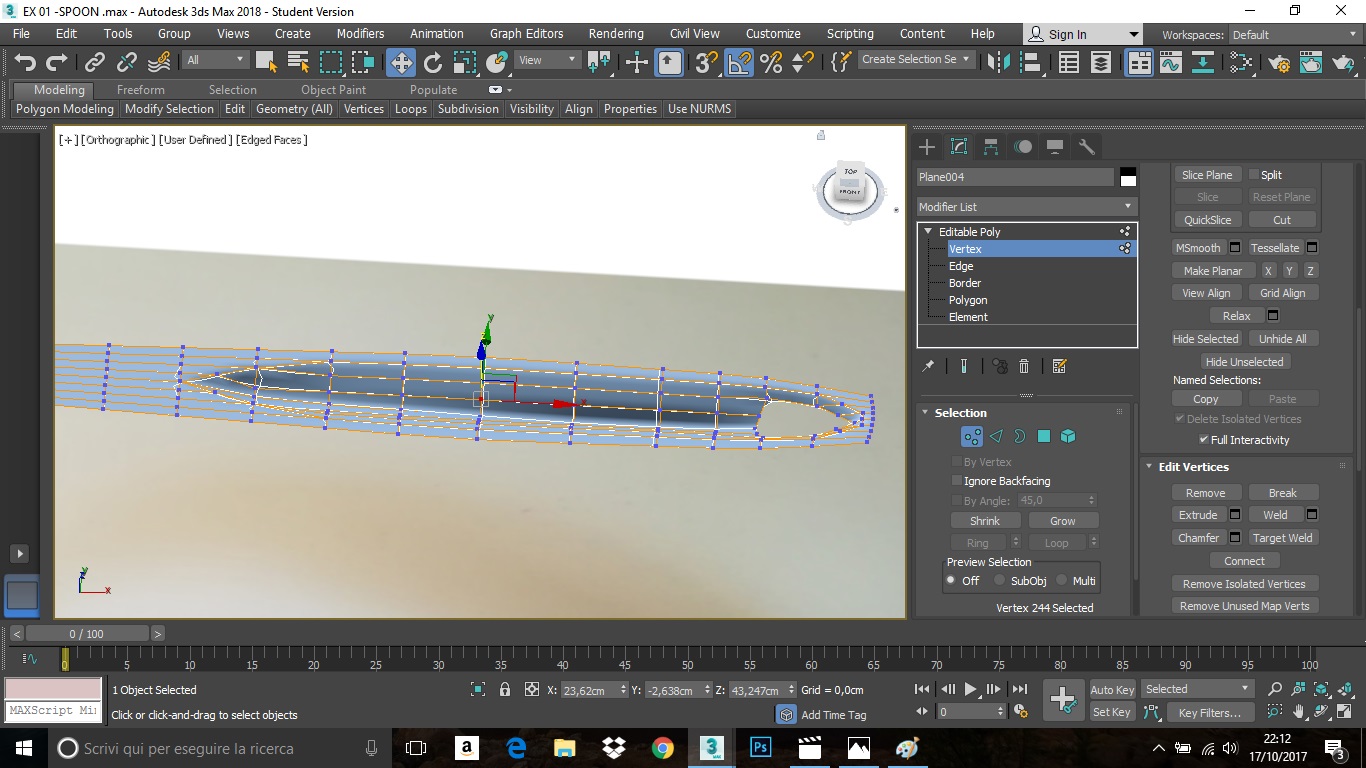 EX 01 -SPOON .max - Autodesk 3ds Max 2018 - Student Version
File Edit Tools Group Views Create Modifiers Animation Graph Editors Rendering Civil View Customize Scripting Content Help Sign In Workspaces: Default
All View Create Selection Se
Modeling Freeform Selection Object Paint Populate
Polygon Modeling Modify Selection Edit Geometry (All) Vertices Loops Subdivision Visibility Align Properties Use NURMS
[+] [Orthographic ] [User Defined ] [Edged Faces ]
TOP
FRONT
S
y
x
y
x
Plane004
Modifier List
Editable Poly
Vertex
Edge
Border
Polygon
Element
Selection
By Vertex
Ignore Backfacing
By Angle: 45,0
Shrink Grow
Ring Loop
Preview Selection
Off SubObj Multi
Vertex 244 Selected
Slice Plane Split
Slice Reset Plane
QuickSlice Cut
MSmooth Tessellate
Make Planar X Y Z
View Align Grid Align
Relax
Hide Selected Unhide All
Hide Unselected
Named Selections:
Copy Paste
Delete Isolated Vertices
Full Interactivity
Edit Vertices
Remove Break
Extrude Weld
Chamfer Target Weld
Connect
Remove Isolated Vertices
Remove Unused Map Verts
< 0 / 100 >
0 5 10 15 20 25 30 35 40 45 50 55 60 65 70 75 80 85 90 95 100
1 Object Selected X: 23,62cm Y: -2,638cm Z: 43,247cm Grid = 0,0cm Auto Key Selected
MAXScript Mi
Click or click-and-drag to select objects Add Time Tag 0 Set Key Key Filters...
Scrivi qui per eseguire la ricerca
a
3
MAX
Ps
22:12
17/10/2017
3